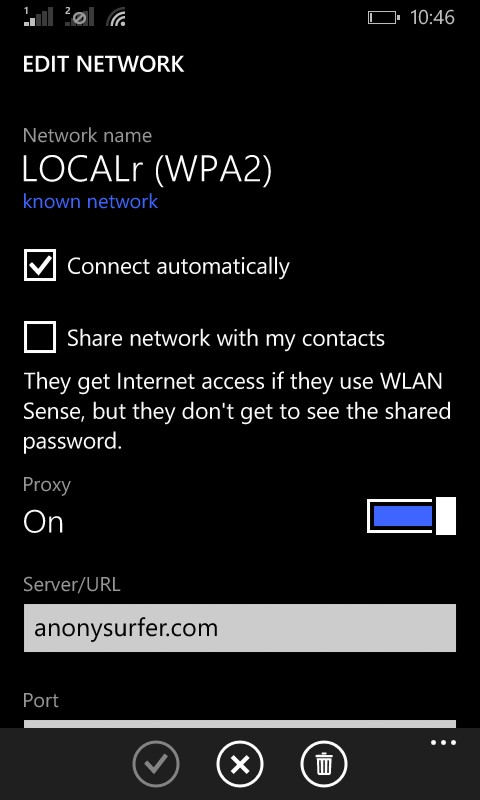 1 2 10:46
EDIT NETWORK
Network name
LOCALr (WPA2)
known network
Connect automatically
Share network with my contacts
They get Internet access if they use WLAN
Sense, but they don't get to see the shared
password.
Proxy
On
Server/URL
anonysurfer.com
Port